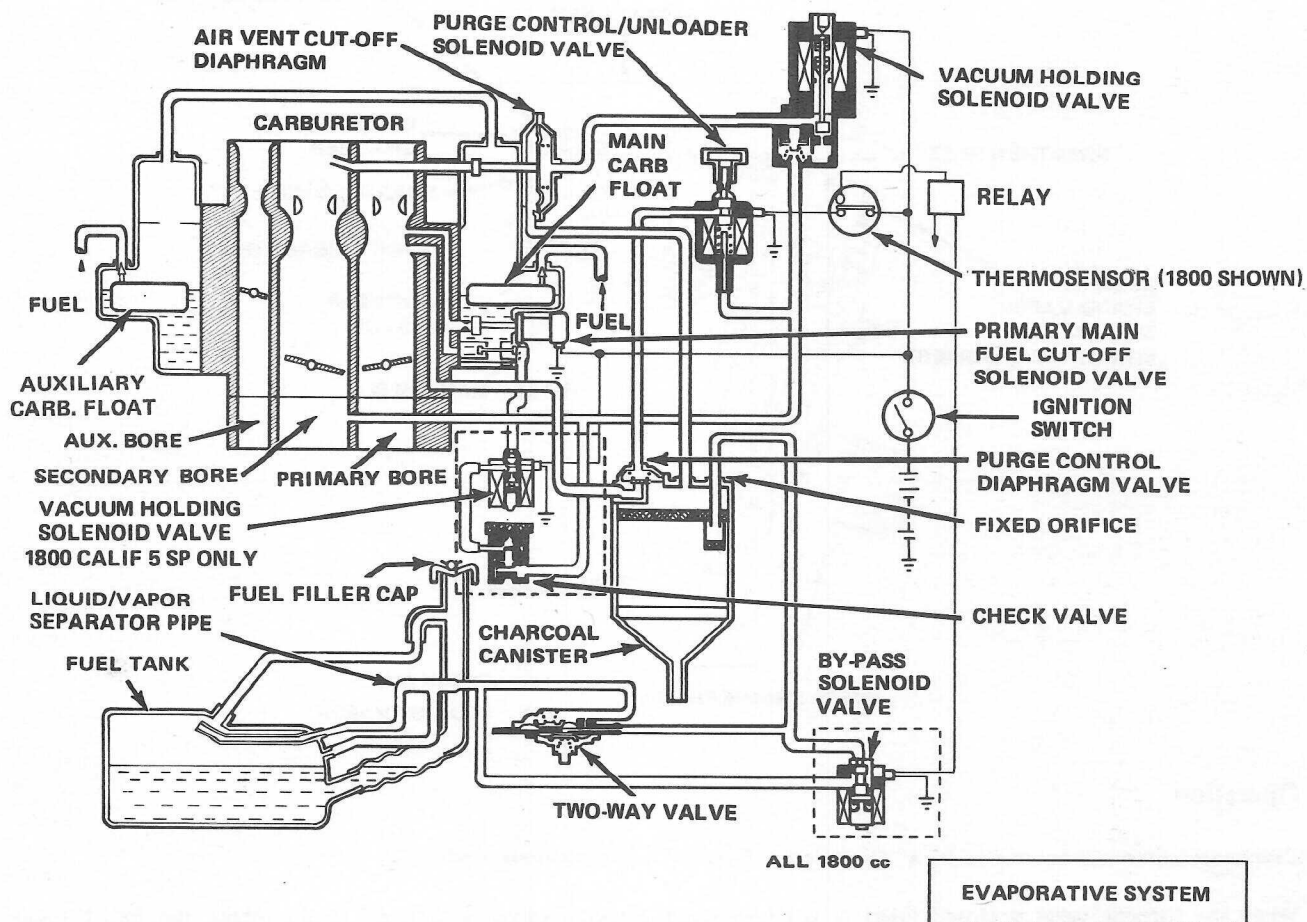 PURGE CONTROL/UNLOADER
SOLENOID VALVE
AIR VENT CUT-OFF
DIAPHRAGM
VACUUM HOLDING
SOLENOID VALVE
CARBURETOR
MAIN
CARB
FLOAT
RELAY
THERMOSENSOR (1800 SHOWN)
FUEL
FUEL
PRIMARY MAIN
FUEL CUT-OFF
SOLENOID VALVE
AUXILIARY
CARB. FLOAT
IGNITION
SWITCH
AUX. BORE
SECONDARY BORE
PRIMARY BORE
PURGE CONTROL
DIAPHRAGM VALVE
VACUUM HOLDING
SOLENOID VALVE
1800 CALIF 5 SP ONLY
FIXED ORIFICE
FUEL FILLER CAP
LIQUID/VAPOR
SEPARATOR PIPE
CHECK VALVE
CHARCOAL
CANISTER
FUEL TANK
BY-PASS
SOLENOID
VALVE
TWO-WAY VALVE
ALL 1800 cc
EVAPORATIVE SYSTEM